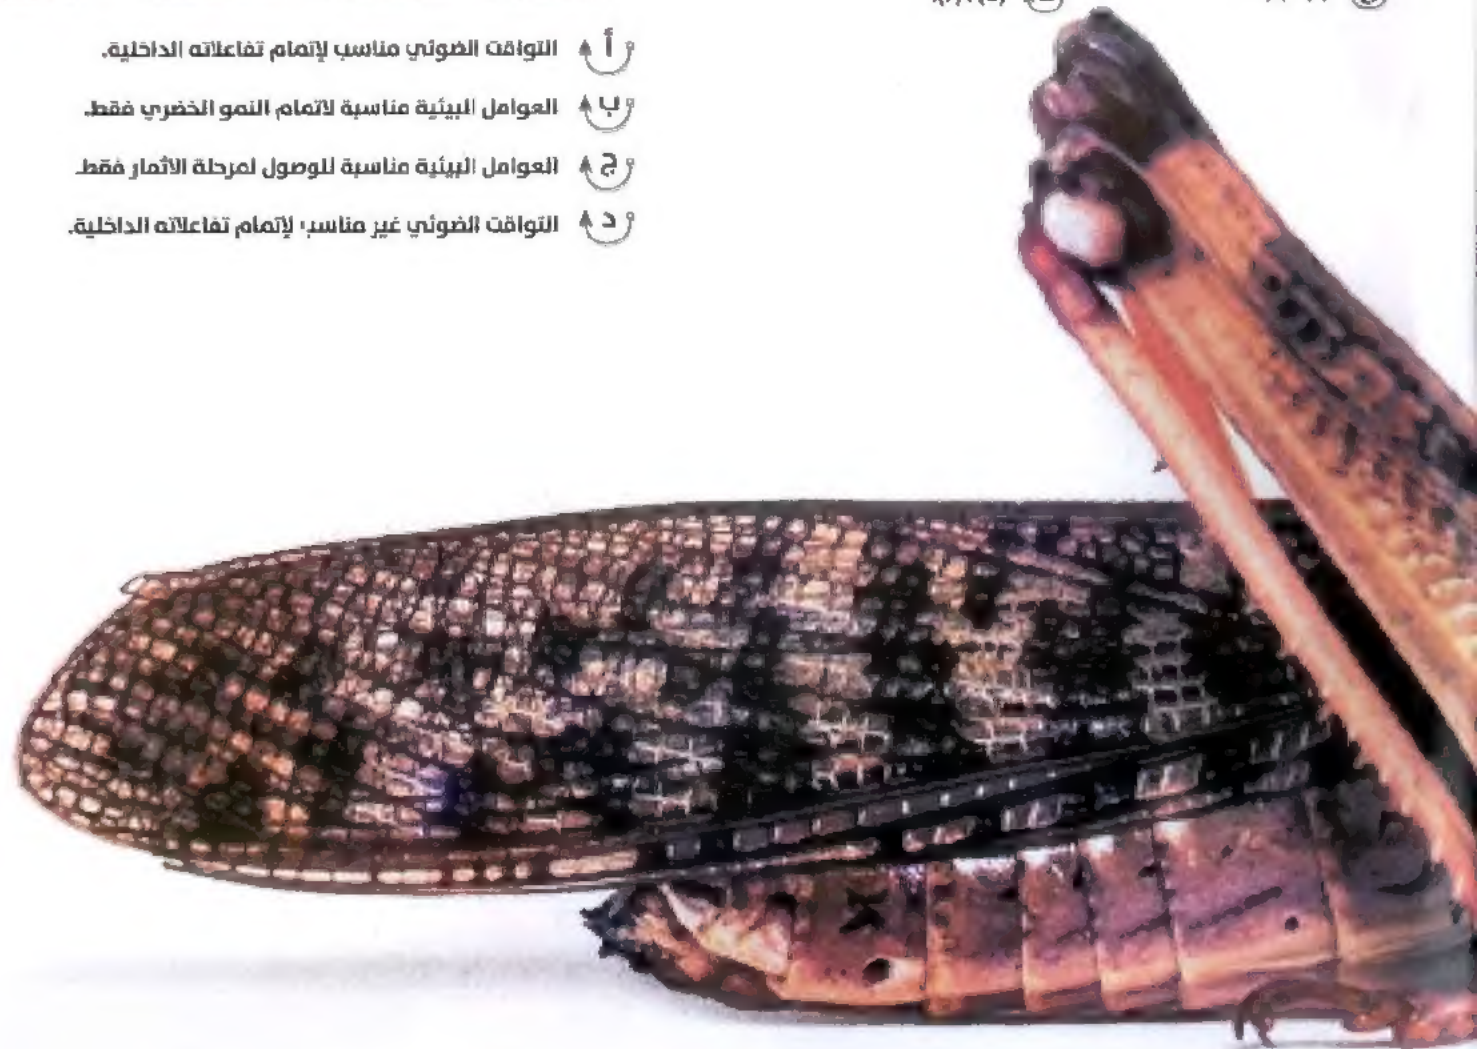 أ التواقت الضوئي مناسب لإتمام تفاعلاته الداخلية.
ب العوامل البيئية مناسبة لاتمام النمو الخضري فقط.
ج العوامل البيئية مناسبة للوصول لمرحلة الاثمار فقط.
د التواقت الضوئي غير مناسب لإتمام تفاعلاته الداخلية.